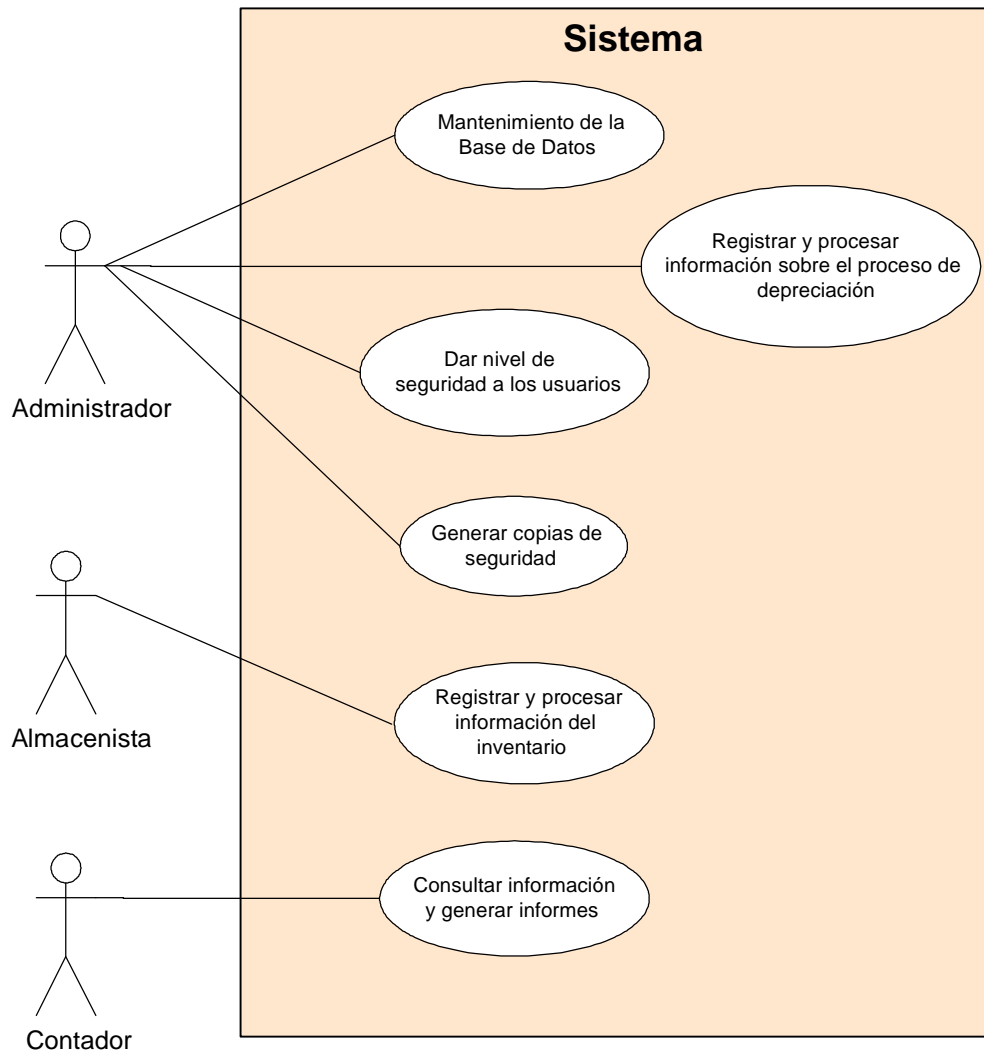 Sistema
Mantenimiento de la
Base de Datos
Registrar y procesar
información sobre el proceso de
depreciación
Dar nivel de
seguridad a los usuarios
Administrador
Generar copias de
seguridad
Registrar y procesar
información del
inventario
Almacenista
Consultar información
y generar informes
Contador